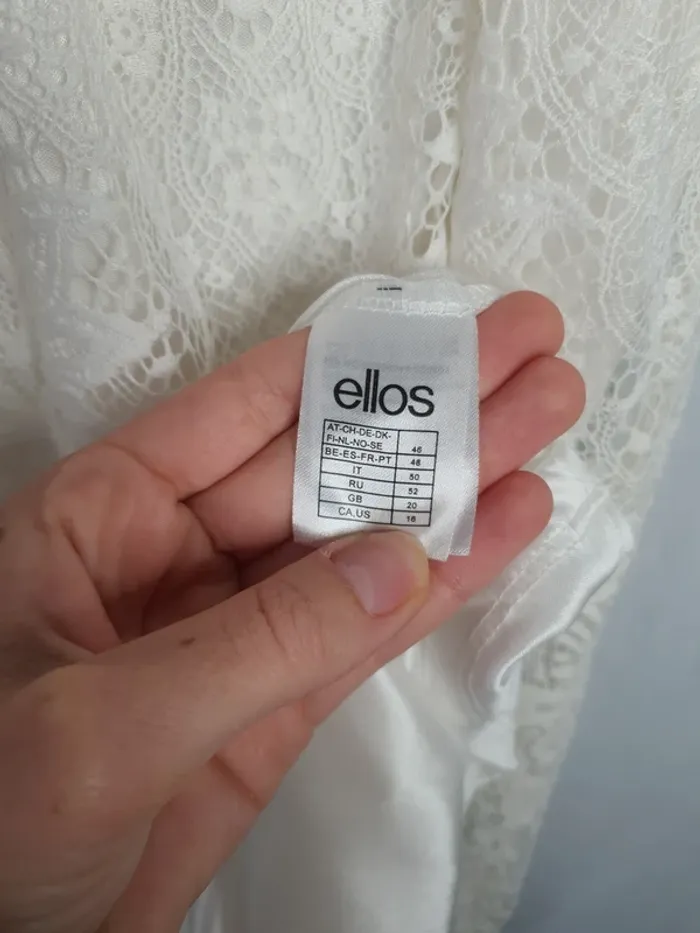 ellos
AT-CH-DE-DK-
FI-NL-NO-SE 46
BE-ES-FR-PT 48
IT 50
RU 52
GB 20
CA,US 16